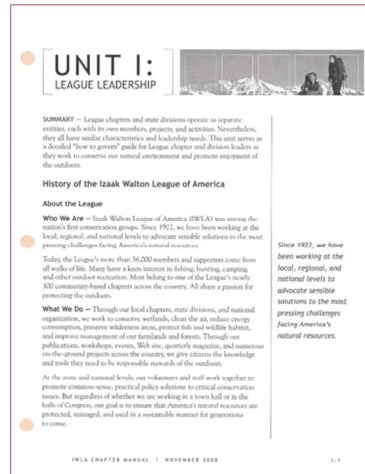 UNIT I:
LEAGUE LEADERSHIP
SUMMARY — League chapters and state divisions operate as separate
entities, each with its own members, projects, and activities. Nevertheless,
they all have similar characteristics and leadership needs. This unit serves as
a detailed "how to govern" guide for League chapter and division leaders as
they work to conserve our natural environment and promote enjoyment of
the outdoors.
History of the Izaak Walton League of America
About the League
Who We Are — Izaak Walton League of America (IWLA) was among the
nation's first conservation groups. Since 1922, we have been working at the
local, regional, and national levels to advocate sensible solutions to the most
pressing challenges facing America's natural resources.
Today, the League's more than 36,000 members and supporters come from
all walks of life. Many have a keen interest in fishing, hunting, camping,
and other outdoor recreation. Most belong to one of the League's nearly
300 community-based chapters across the country. All share a passion for
protecting the outdoors.
What We Do — Through our local chapters, state divisions, and national
organization, we work to conserve wetlands, clean the air, reduce energy
consumption, preserve wilderness areas, protect fish and wildlife habitat,
and improve management of our farmlands and forests. Through our
publications, workshops, events, Web site, quarterly magazine, and numerous
on-the-ground projects across the country, we give citizens the knowledge
and tools they need to be responsible stewards of the outdoors.
At the state and national levels, our volunteers and staff work together to
promote common-sense, practical policy solutions to critical conservation
issues. But regardless of whether we are working in a town hall or in the
halls of Congress, our goal is to ensure that America's natural resources are
protected, managed, and used in a sustainable manner for generations
to come.
Since 1922, we have
been working at the
local, regional, and
national levels to
advocate sensible
solutions to the most
pressing challenges
facing America's
natural resources.
IWLA CHAPTER MANUAL | NOVEMBER 2008
I-1